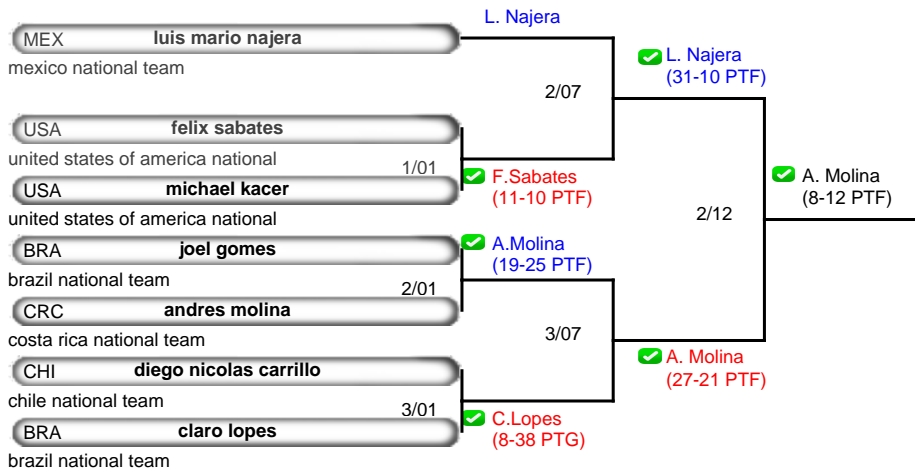 L. Najera
MEX luis mario najera
mexico national team
L. Najera
(31-10 PTF)
2/07
USA felix sabates
united states of america national
1/01
USA michael kacer
united states of america national
F.Sabates
(11-10 PTF)
A. Molina
(8-12 PTF)
2/12
BRA joel gomes
brazil national team
A.Molina
(19-25 PTF)
2/01
CRC andres molina
costa rica national team
3/07
CHI diego nicolas carrillo
chile national team
A. Molina
(27-21 PTF)
3/01
BRA claro lopes
brazil national team
C.Lopes
(8-38 PTG)